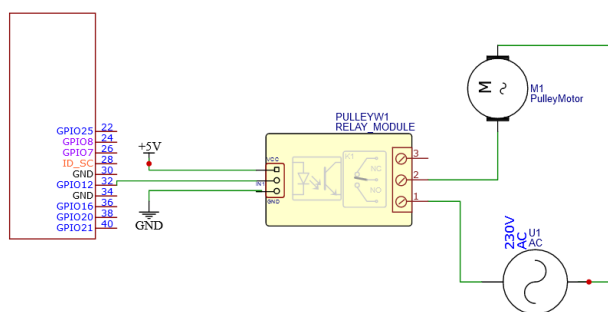 GPIO25 22
GPIO8 24
GPIO7 26
ID_SC 28
GND 30
GPIO12 32
GND 34
GPIO16 36
GPIO20 38
GPIO21 40
+5V
GND
PULLEYW1
RELAY_MODULE
VCC
IN1
GND
K1
NC
NO
3
2
1
M
M1
PulleyMotor
230V
AC
U1
AC